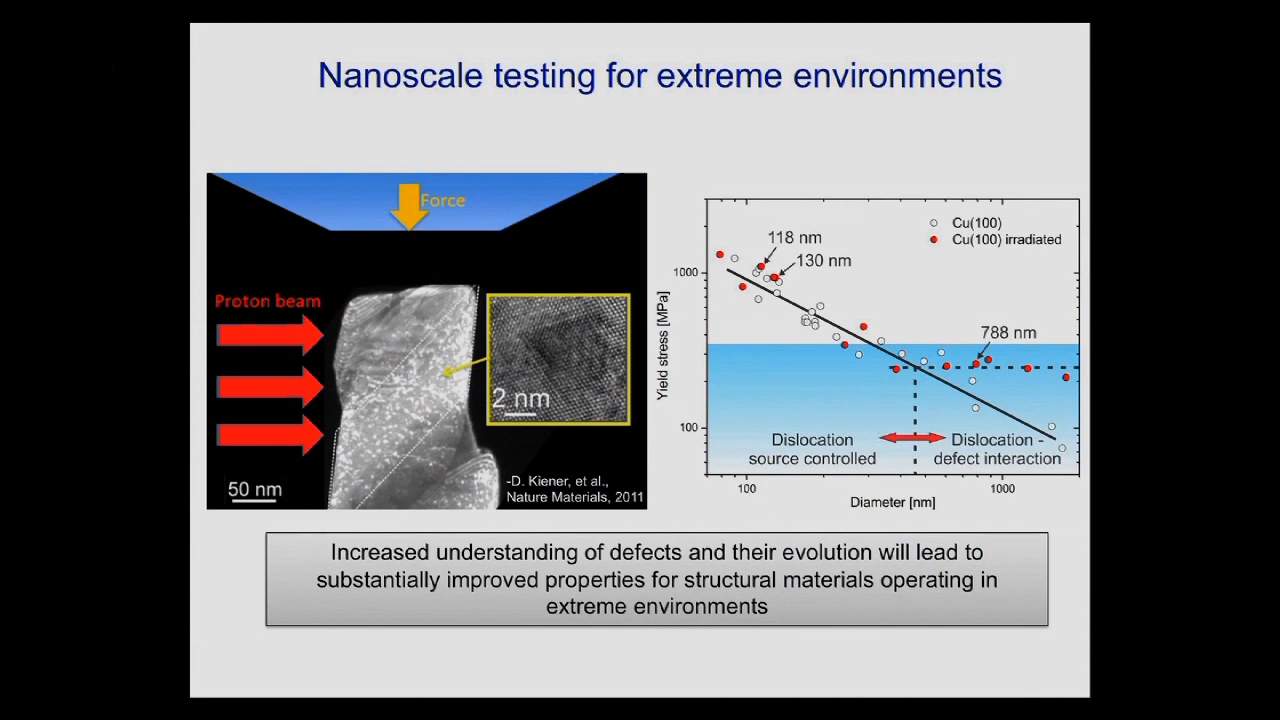 Nanoscale testing for extreme environments
Force
Proton beam
2 nm
50 nm
-D. Kiener, et al.,
Nature Materials, 2011
Cu(100)
Cu(100) irradiated
118 nm
130 nm
788 nm
1000
100
Yield stress [MPa]
Dislocation
source controlled
Dislocation -
defect interaction
100
1000
Diameter [nm]
Increased understanding of defects and their evolution will lead to
substantially improved properties for structural materials operating in
extreme environments